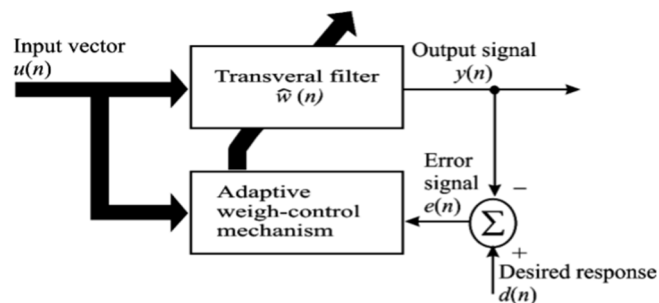 Input vector
u(n)
Transveral filter
ŵ (n)
Output signal
y(n)
Adaptive
weigh-control
mechanism
Error
signal
e(n)
−
Σ
+
Desired response
d(n)